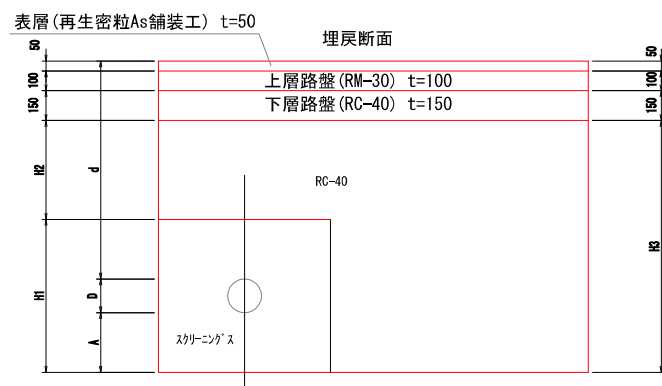 表層(再生密粒As舗装工) t=50
埋戻断面
50
50
上層路盤(RM-30) t=100
100
100
下層路盤(RC-40) t=150
150
150
H2
d
RC-40
H3
H1
D
A
スクリーニングス